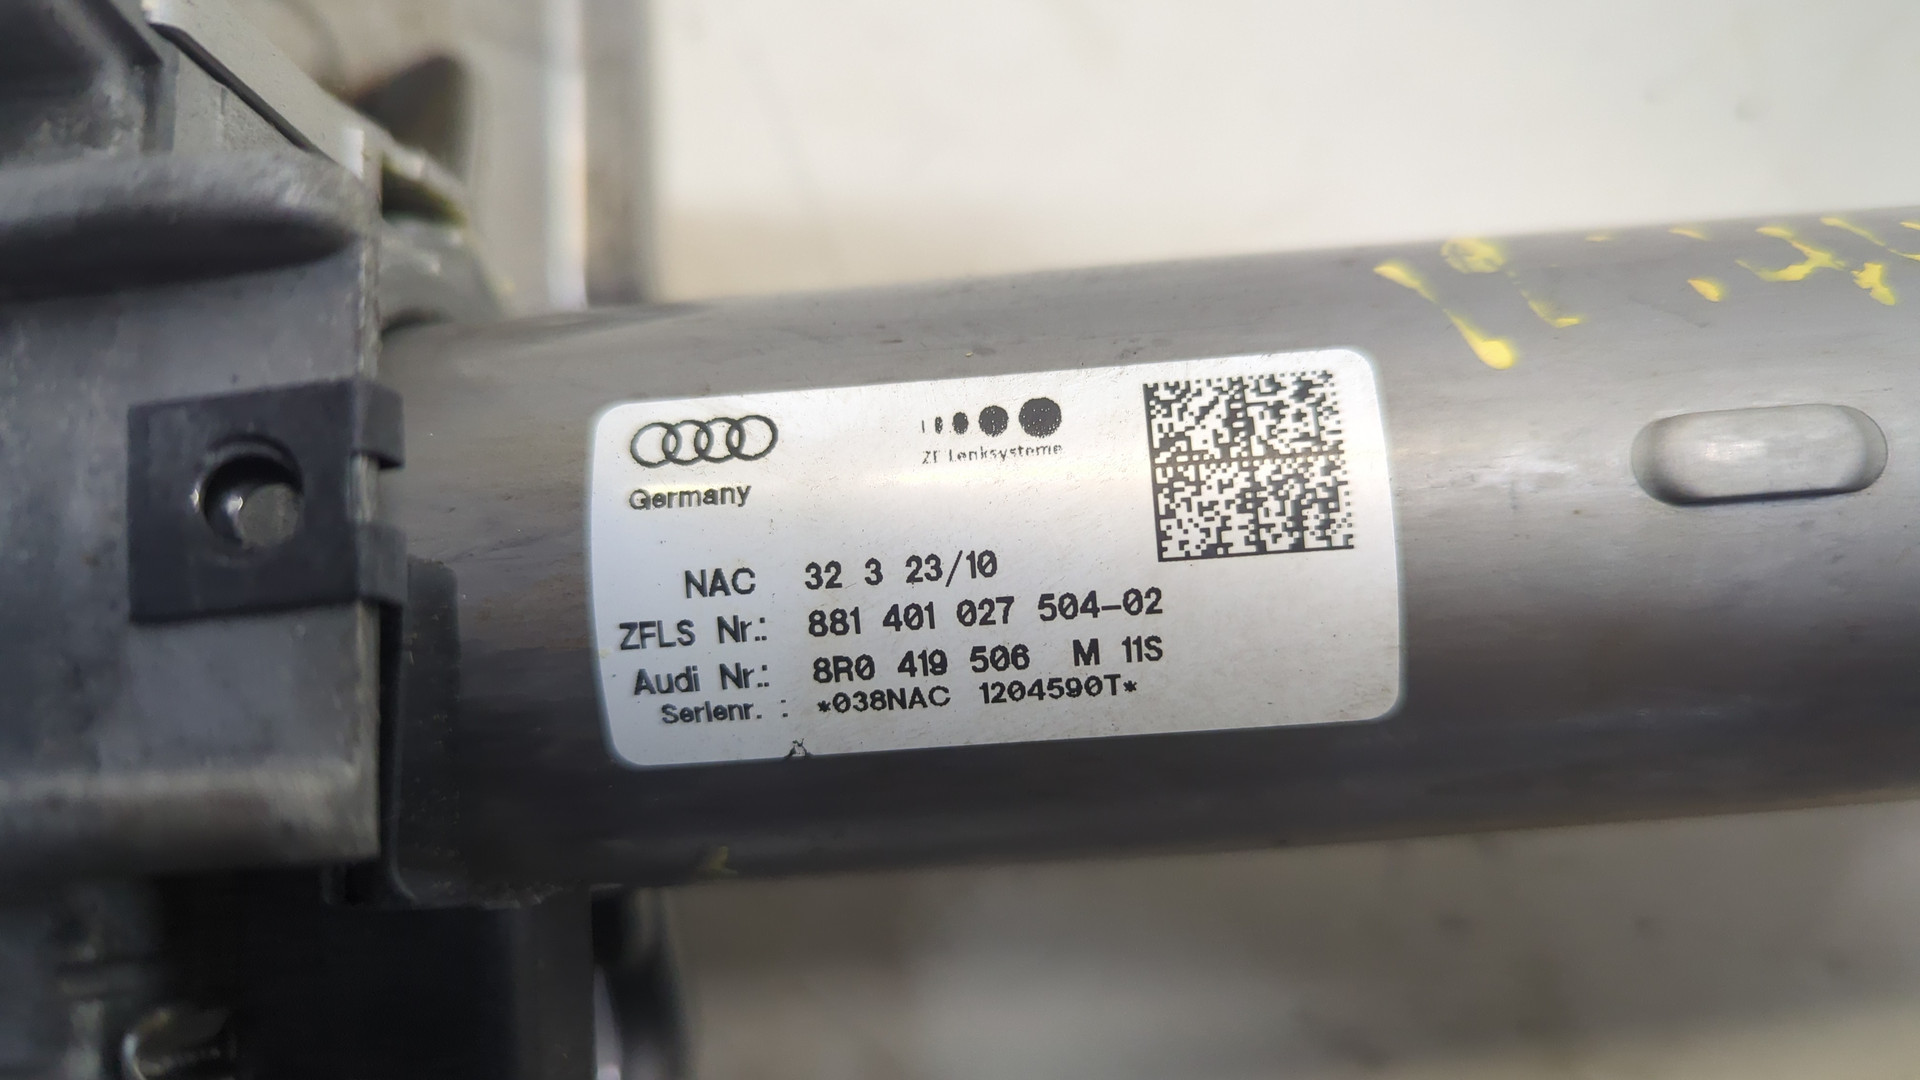 ZF Lenksysteme
Germany
NAC 32 3 23/10
ZFLS Nr.: 881 401 027 504-02
Audi Nr.: 8R0 419 506 M 11S
Serienr. : *038NAC 1204590T*